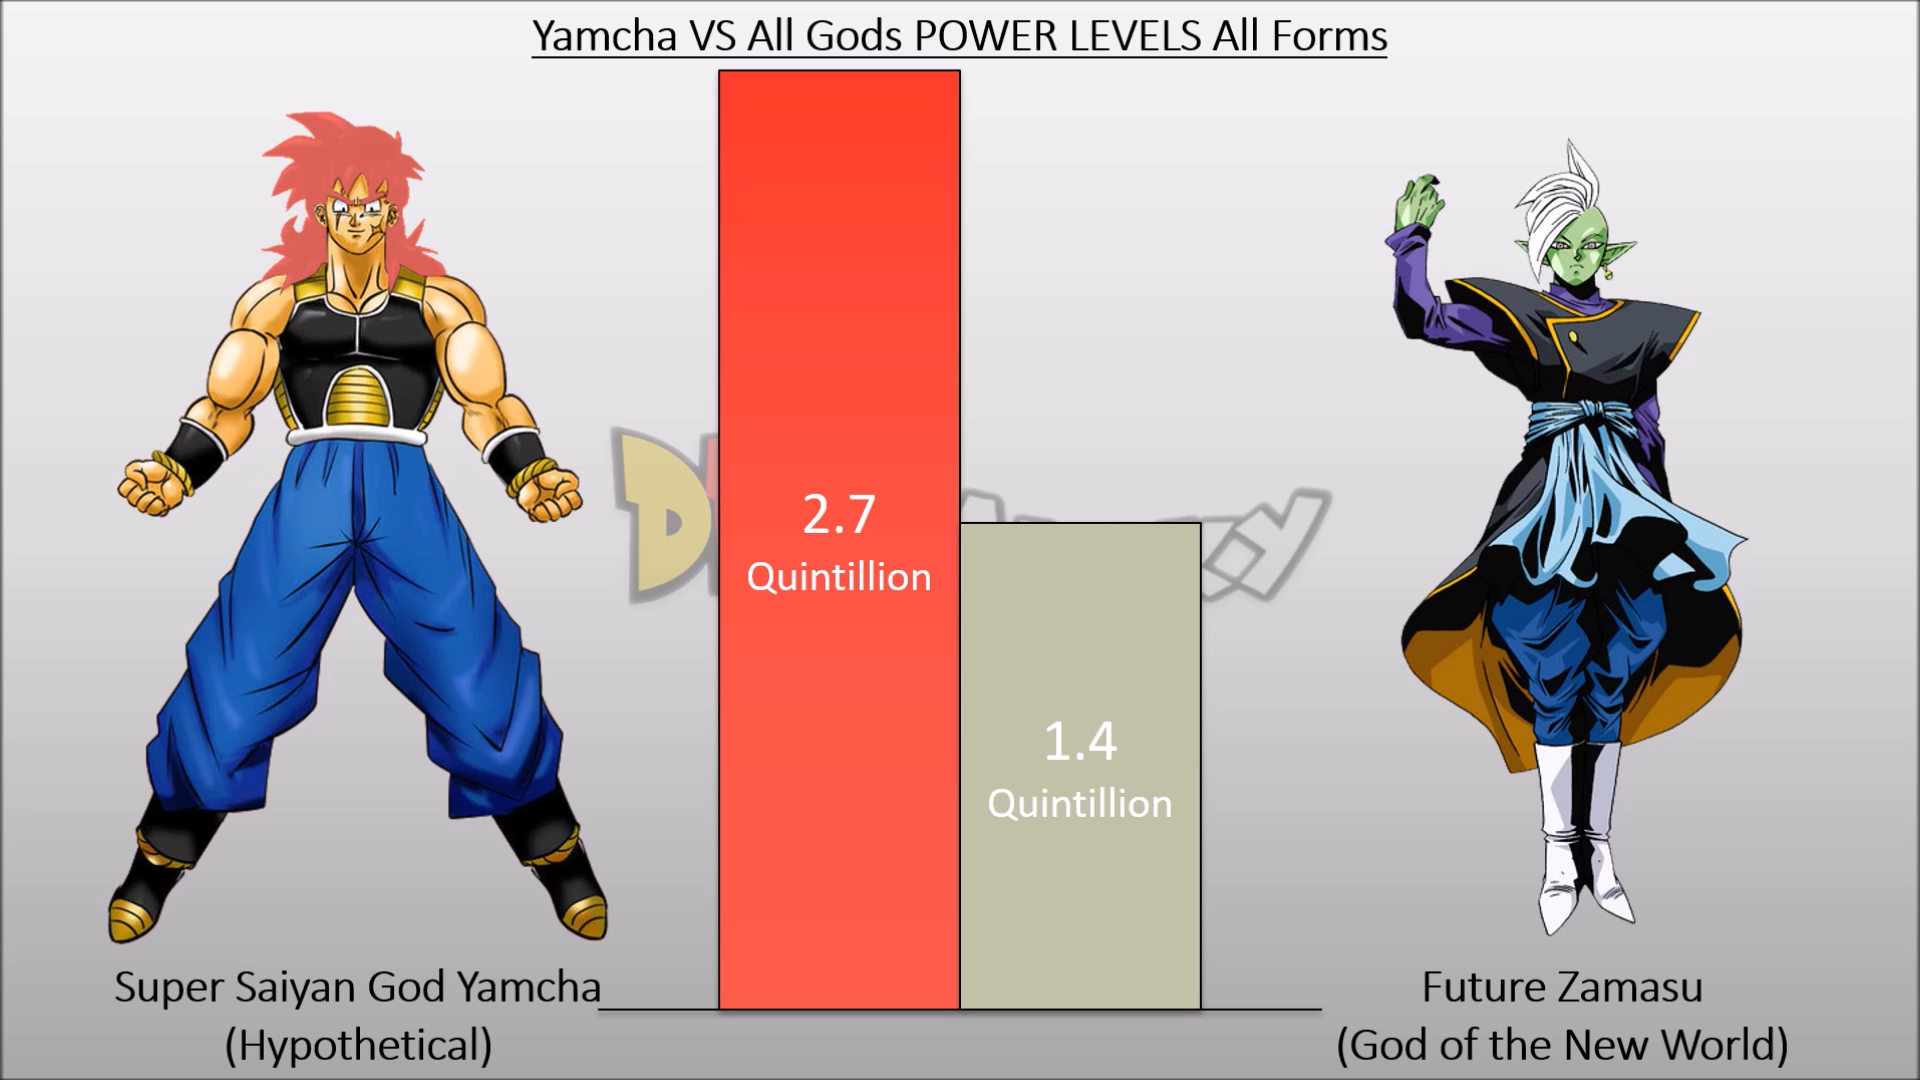 Yamcha VS All Gods POWER LEVELS All Forms
2.7
Quintillion
1.4
Quintillion
Super Saiyan God Yamcha
(Hypothetical)
Future Zamasu
(God of the New World)